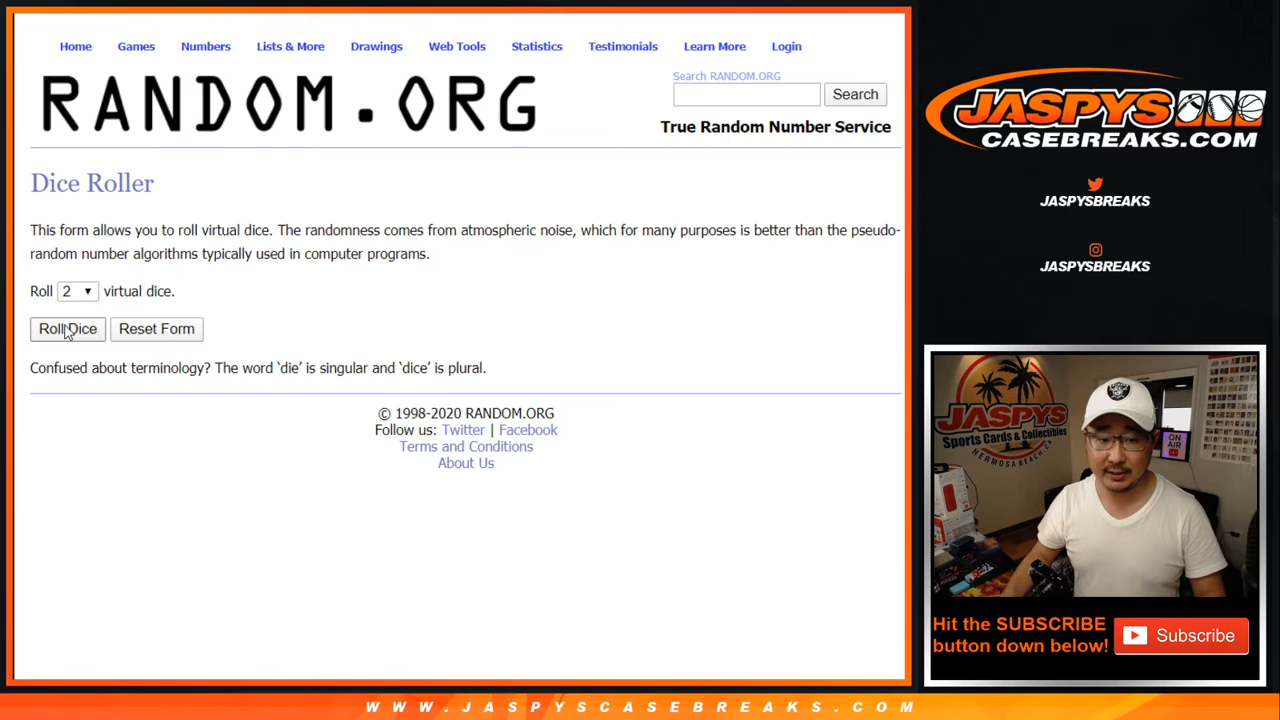 Home Games Numbers Lists & More Drawings Web Tools Statistics Testimonials Learn More Login
RANDOM.ORG
Search RANDOM.ORG
Search
True Random Number Service
Dice Roller
This form allows you to roll virtual dice. The randomness comes from atmospheric noise, which for many purposes is better than the pseudo-
random number algorithms typically used in computer programs.
Roll 2 virtual dice.
Roll Dice Reset Form
Confused about terminology? The word ‘die’ is singular and ‘dice’ is plural.
© 1998-2020 RANDOM.ORG
Follow us: Twitter | Facebook
Terms and Conditions
About Us
JASPYS
CASEBREAKS.COM
JASPYSBREAKS
JASPYSBREAKS
JASPYS
Sports Cards & Collectibles
HERMOSA BEACH, CA
ON
AIR
Hit the SUBSCRIBE
button down below!
Subscribe
WWW.JASPYSCASEBREAKS.COM